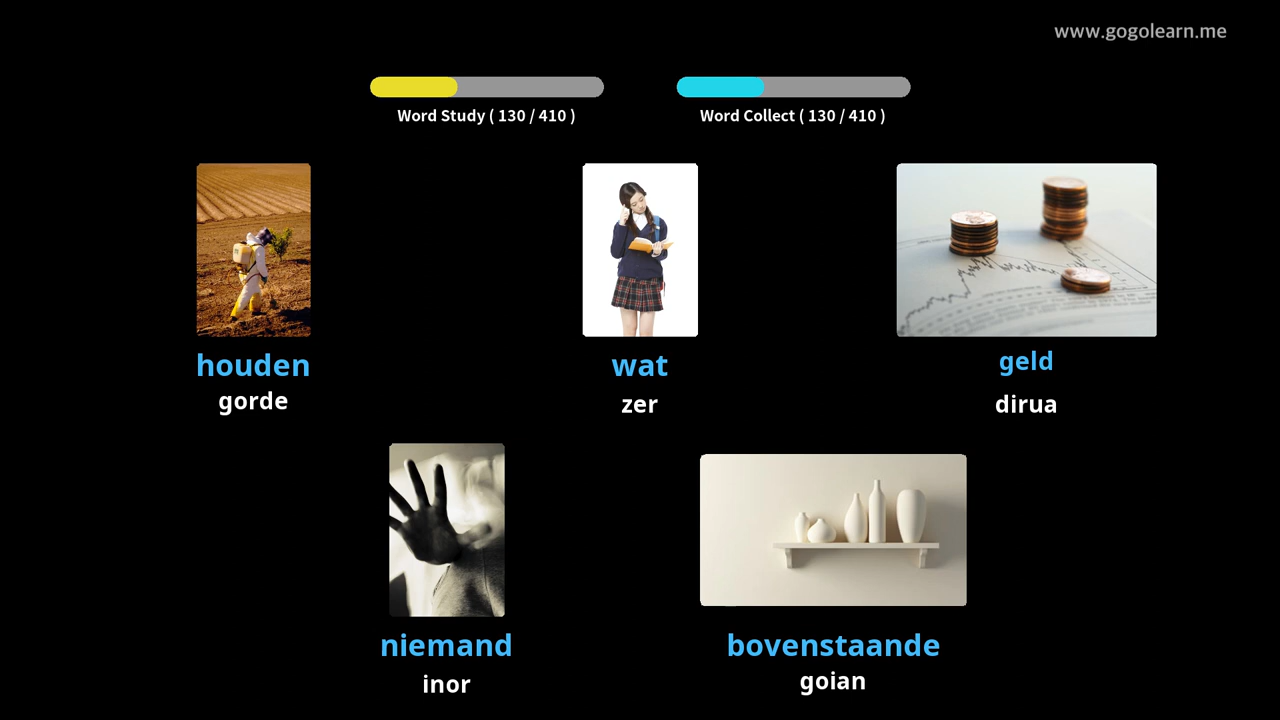 www.gogolearn.me
Word Study ( 130 / 410 )
Word Collect ( 130 / 410 )
houden
gorde
wat
zer
geld
dirua
niemand
inor
bovenstaande
goian